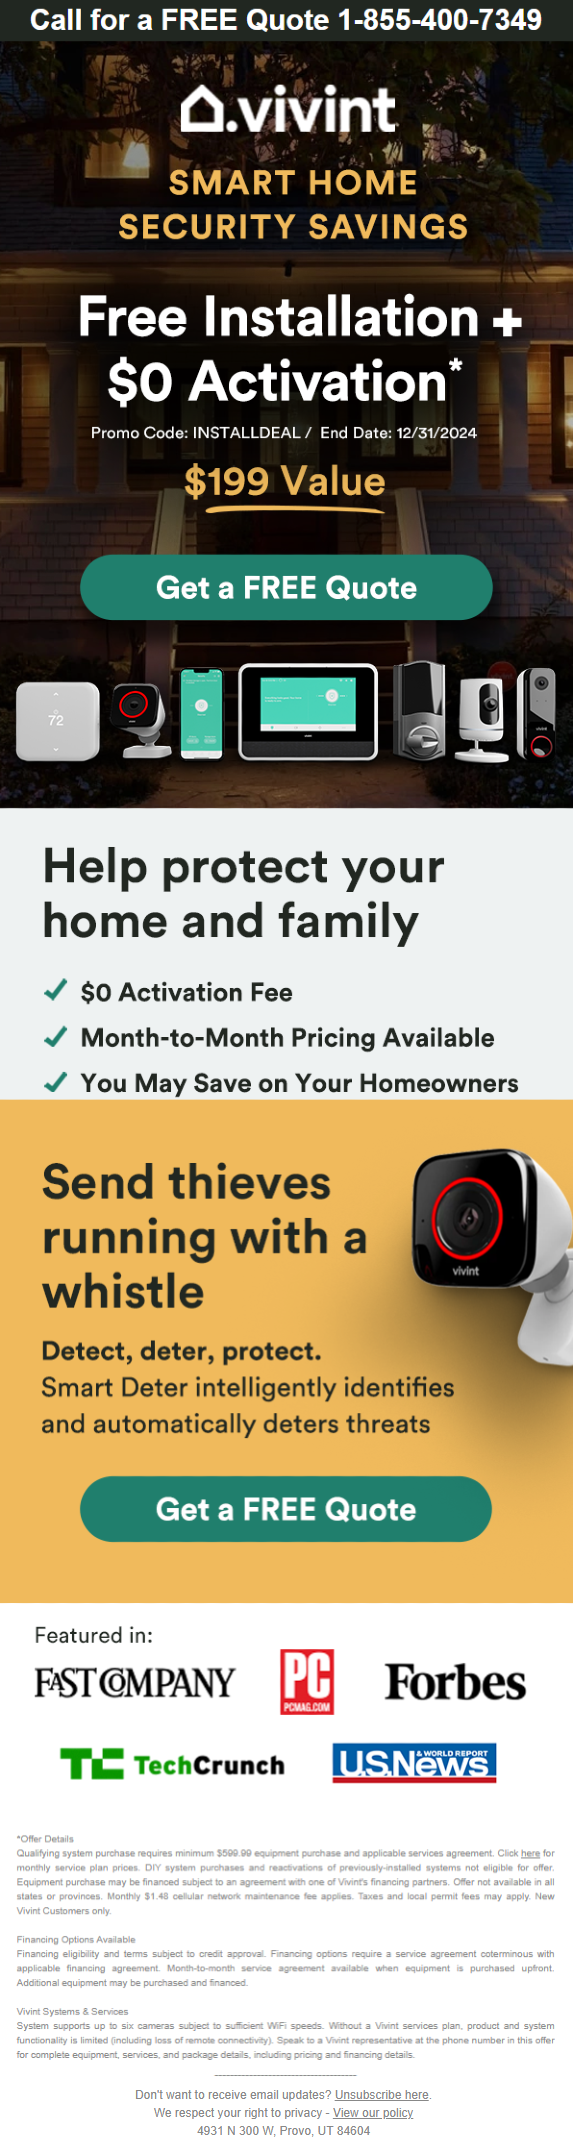 Call for a FREE Quote 1-855-400-7349
vivint
SMART HOME
SECURITY SAVINGS
Free Installation +
$0 Activation*
Promo Code: INSTALLDEAL / End Date: 12/31/2024
$199 Value
Get a FREE Quote
72
vivint
Help protect your
home and family
$0 Activation Fee
Month-to-Month Pricing Available
You May Save on Your Homeowners
Send thieves
running with a
whistle
vivint
Detect, deter, protect.
Smart Deter intelligently identifies
and automatically deters threats
Get a FREE Quote
Featured in:
FAST COMPANY
PC
PCMAG.COM
Forbes
TC TechCrunch
U.S.News
& WORLD REPORT
*Offer Details
Qualifying system purchase requires minimum $599.99 equipment purchase and applicable services agreement. Click here for
monthly service plan prices. DIY system purchases and reactivations of previously-installed systems not eligible for offer.
Equipment purchase may be financed subject to an agreement with one of Vivint's financing partners. Offer not available in all
states or provinces. Monthly $1.48 cellular network maintenance fee applies. Taxes and local permit fees may apply. New
Vivint Customers only.
Financing Options Available
Financing eligibility and terms subject to credit approval. Financing options require a service agreement coterminous with
applicable financing agreement. Month-to-month service agreement available when equipment is purchased upfront.
Additional equipment may be purchased and financed.
Vivint Systems & Services
System supports up to six cameras subject to sufficient WiFi speeds. Without a Vivint services plan, product and system
functionality is limited (including loss of remote connectivity). Speak to a Vivint representative at the phone number in this offer
for complete equipment, services, and package details, including pricing and financing details.
------------------------------------
Don't want to receive email updates? Unsubscribe here.
We respect your right to privacy - View our policy
4931 N 300 W, Provo, UT 84604